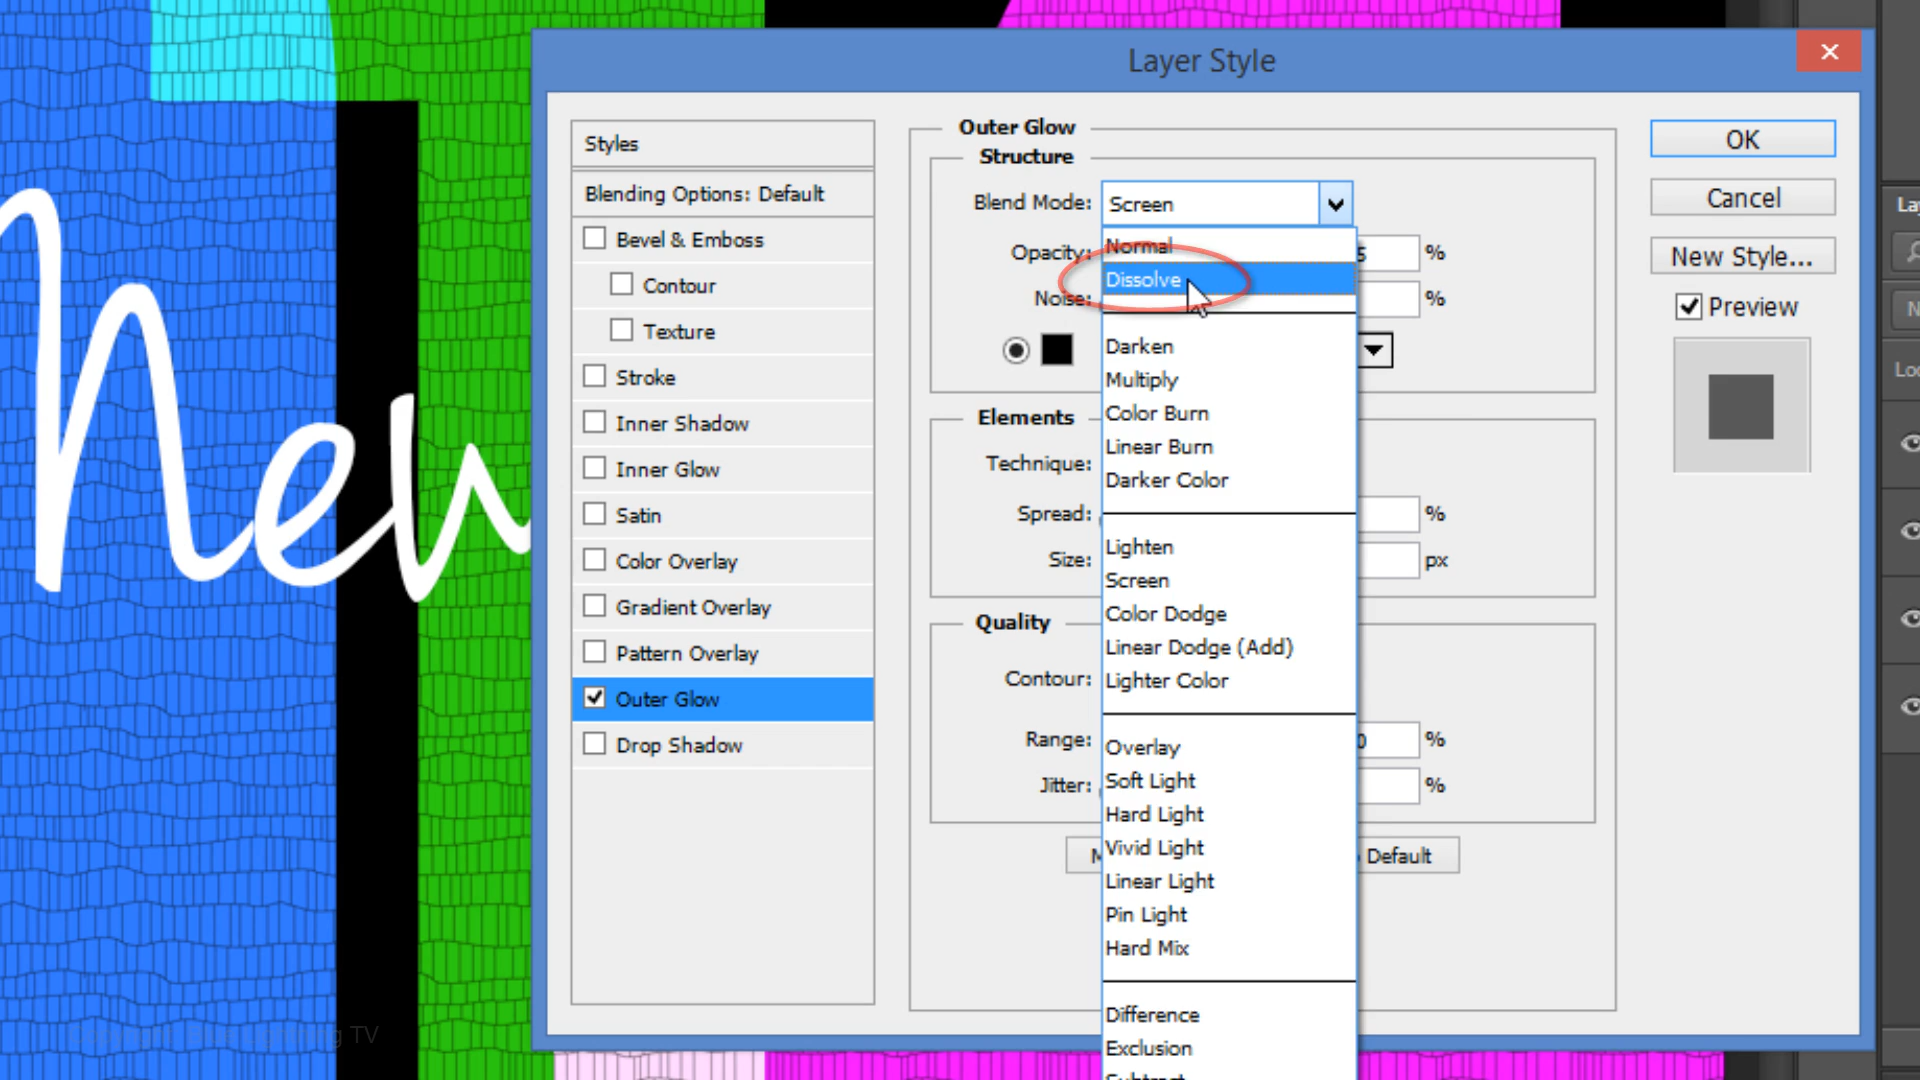 New
Layer Style
Styles
Blending Options: Default
Bevel & Emboss
Contour
Texture
Stroke
Inner Shadow
Inner Glow
Satin
Color Overlay
Gradient Overlay
Pattern Overlay
Outer Glow
Drop Shadow
Outer Glow
Structure
Blend Mode: Screen
Opacity: %
Noise: %
Normal
Dissolve
Darken
Multiply
Color Burn
Linear Burn
Darker Color
Lighten
Screen
Color Dodge
Linear Dodge (Add)
Lighter Color
Overlay
Soft Light
Hard Light
Vivid Light
Linear Light
Pin Light
Hard Mix
Difference
Exclusion
Subtract
Elements
Technique:
Spread: %
Size: px
Quality
Contour:
Range: 0 %
Jitter: %
Default
OK
Cancel
New Style...
Preview
TV